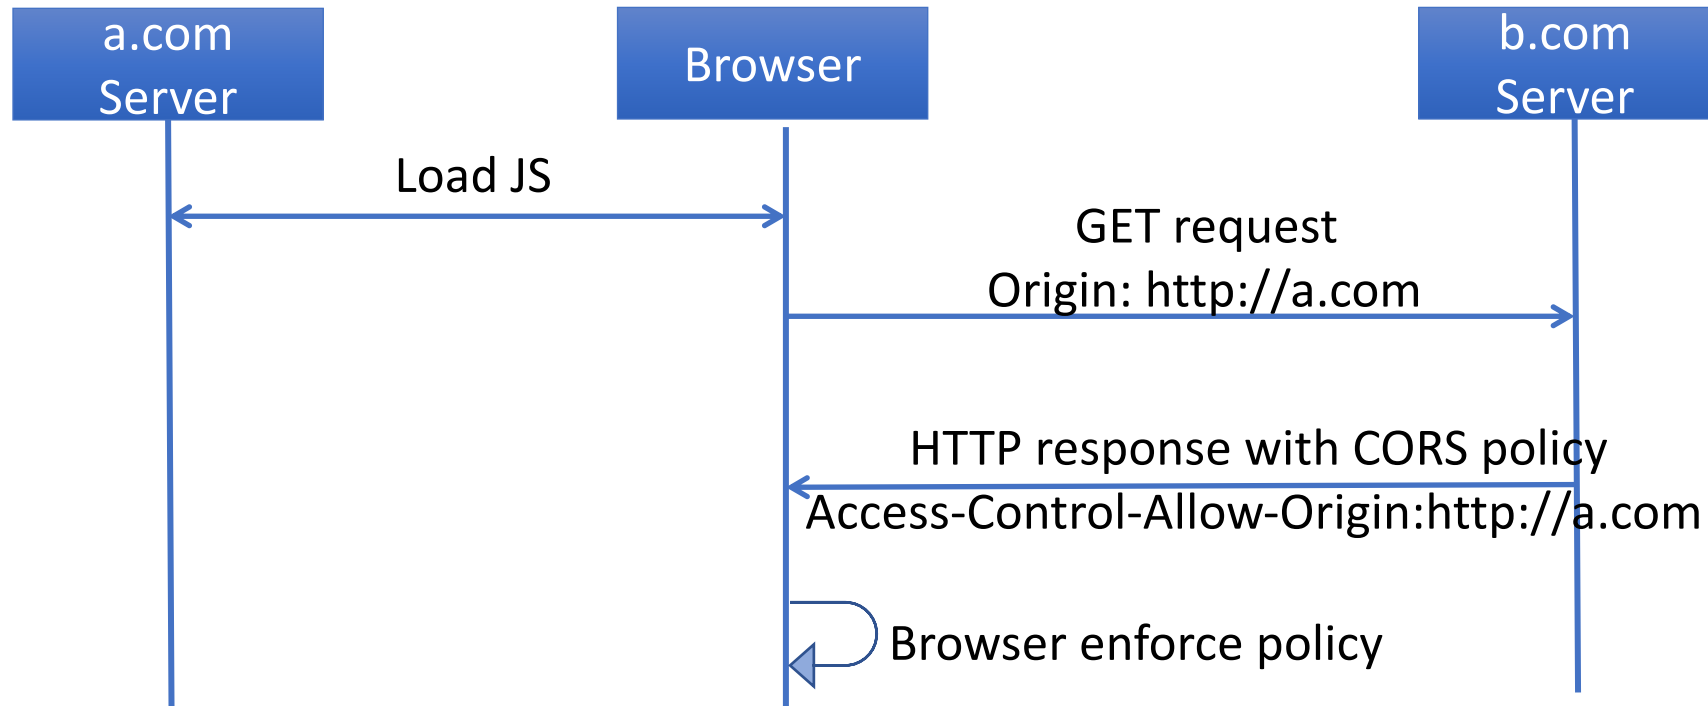 a.com
Server
Browser
b.com
Server
Load JS
GET request
Origin: http://a.com
HTTP response with CORS policy
Access-Control-Allow-Origin:http://a.com
Browser enforce policy